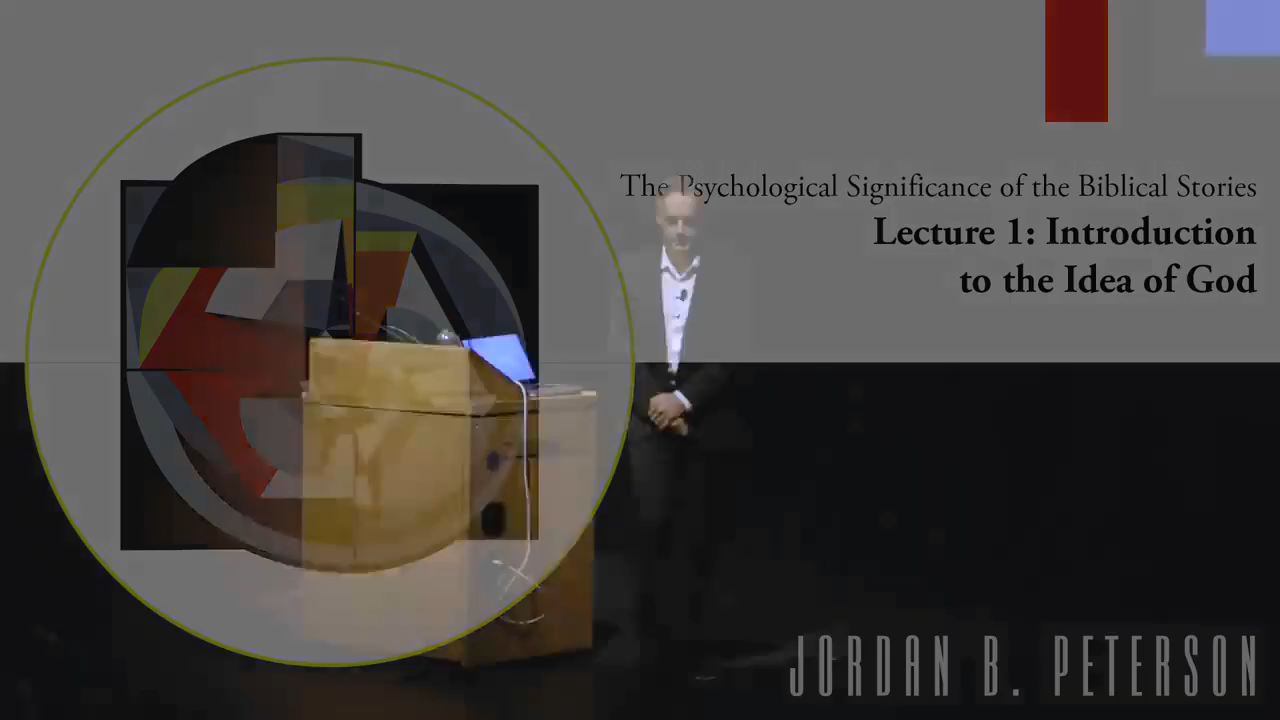 The Psychological Significance of the Biblical Stories
Lecture 1: Introduction
to the Idea of God
JORDAN B. PETERSON